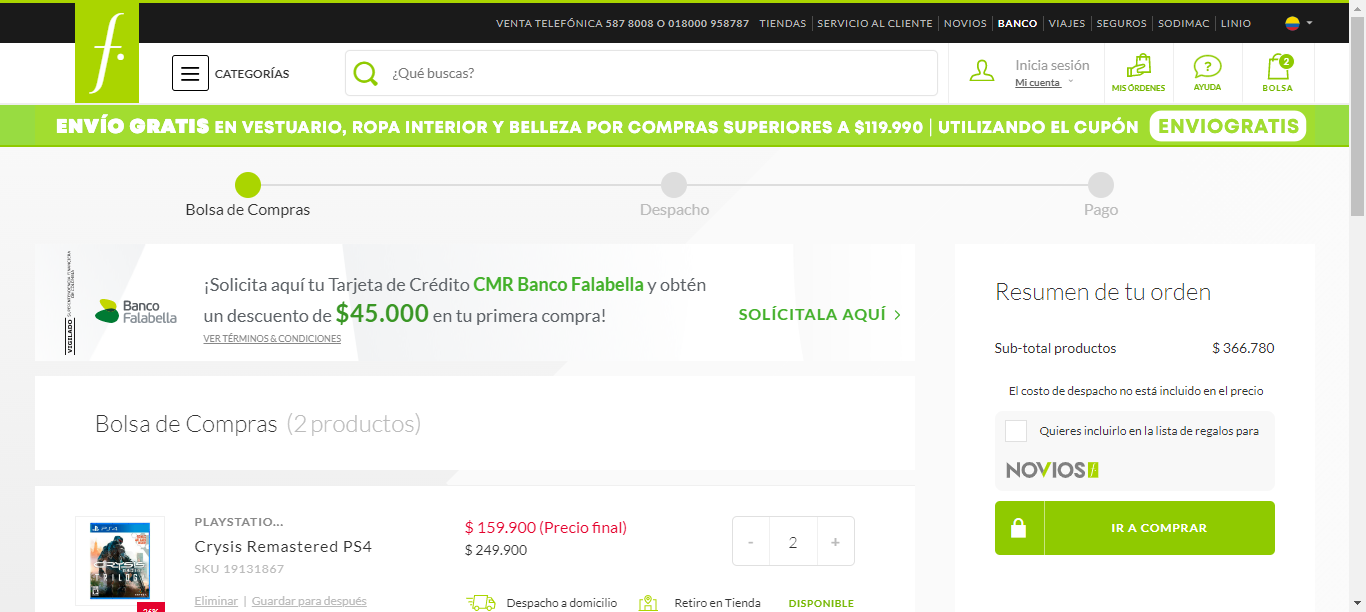 VENTA TELEFÓNICA 587 8008 O 018000 958787 TIENDAS SERVICIO AL CLIENTE NOVIOS BANCO VIAJES SEGUROS SODIMAC LINIO
f.
CATEGORÍAS
¿Qué buscas?
Inicia sesión
Mi cuenta
MIS ÓRDENES
AYUDA
2
BOLSA
ENVÍO GRATIS EN VESTUARIO, ROPA INTERIOR Y BELLEZA POR COMPRAS SUPERIORES A $119.990 | UTILIZANDO EL CUPÓN ENVIOGRATIS
Bolsa de Compras
Despacho
Pago
VIGILADO
Banco
Falabella
¡Solicita aquí tu Tarjeta de Crédito CMR Banco Falabella y obtén
un descuento de $45.000 en tu primera compra!
VER TÉRMINOS & CONDICIONES
SOLÍCITALA AQUÍ
Bolsa de Compras (2 productos)
PS4
CRYSIS
TRILOGY
PLAYSTATIO...
Crysis Remastered PS4
SKU 19131867
Eliminar | Guardar para después
$ 159.900 (Precio final)
$ 249.900
- 2 +
Despacho a domicilio
Retiro en Tienda
DISPONIBLE
Resumen de tu orden
Sub-total productos $ 366.780
El costo de despacho no está incluido en el precio
Quieres incluirlo en la lista de regalos para
NOVIOS f
IR A COMPRAR